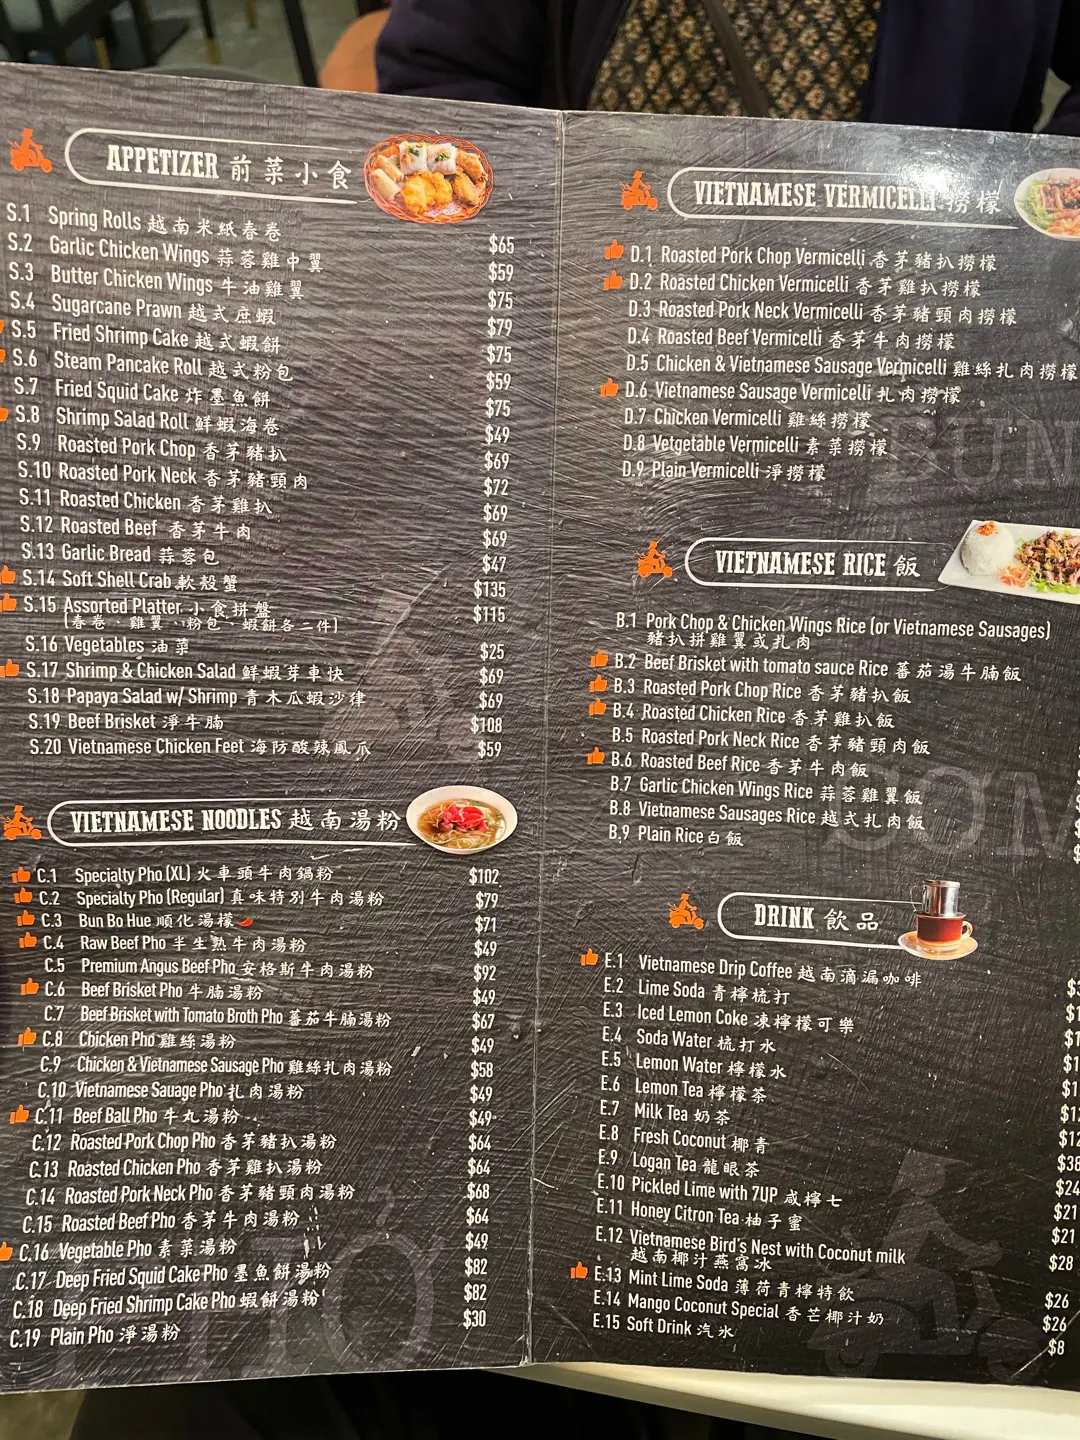 APPETIZER 前菜小食
S.1 Spring Rolls 越南米紙春卷 $65
S.2 Garlic Chicken Wings 蒜蓉雞中翼 $59
S.3 Butter Chicken Wings 牛油雞翼 $75
S.4 Sugarcane Prawn 越式庶蝦 $79
S.5 Fried Shrimp Cake 越式蝦餅 $75
S.6 Steam Pancake Roll 越式粉包 $59
S.7 Fried Squid Cake 炸墨魚餅 $75
S.8 Shrimp Salad Roll 鮮蝦海卷 $49
S.9 Roasted Pork Chop 香茅豬扒 $69
S.10 Roasted Pork Neck 香茅豬頸肉 $72
S.11 Roasted Chicken 香茅雞扒 $69
S.12 Roasted Beef 香茅牛肉 $69
S.13 Garlic Bread 蒜蓉包 $47
S.14 Soft Shell Crab 軟殼蟹 $135
S.15 Assorted Platter 小食拼盤 $115
(春卷、雞翼、粉包、蝦餅各二件)
S.16 Vegetables 油菜 $25
S.17 Shrimp & Chicken Salad 鮮蝦芽車快 $69
S.18 Papaya Salad w/ Shrimp 青木瓜蝦沙律 $69
S.19 Beef Brisket 淨牛腩 $108
S.20 Vietnamese Chicken Feet 海防酸辣鳳爪 $59
VIETNAMESE NOODLES 越南湯粉
C.1 Specialty Pho (XL) 火車頭牛肉鍋粉 $102
C.2 Specialty Pho (Regular) 真味特別牛肉湯粉 $79
C.3 Bun Bo Hue 順化湯檬 $71
C.4 Raw Beef Pho 半生熟牛肉湯粉 $49
C.5 Premium Angus Beef Pho 安格斯牛肉湯粉 $92
C.6 Beef Brisket Pho 牛腩湯粉 $49
C.7 Beef Brisket with Tomato Broth Pho 蕃茄牛腩湯粉 $67
C.8 Chicken Pho 雞絲湯粉 $49
C.9 Chicken & Vietnamese Sausage Pho 雞絲扎肉湯粉 $58
C.10 Vietnamese Sauage Pho 扎肉湯粉 $49
C.11 Beef Ball Pho 牛丸湯粉 $49
C.12 Roasted Pork Chop Pho 香茅豬扒湯粉 $64
C.13 Roasted Chicken Pho 香茅雞扒湯粉 $64
C.14 Roasted Pork Neck Pho 香茅豬頸肉湯粉 $68
C.15 Roasted Beef Pho 香茅牛肉湯粉 $64
C.16 Vegetable Pho 素菜湯粉 $49
C.17 Deep Fried Squid Cake Pho 墨魚餅湯粉 $82
C.18 Deep Fried Shrimp Cake Pho 蝦餅湯粉 $82
C.19 Plain Pho 淨湯粉 $30
PHO
VIETNAMESE VERMICELLI 撈檬
D.1 Roasted Pork Chop Vermicelli 香茅豬扒撈檬
D.2 Roasted Chicken Vermicelli 香茅雞扒撈檬
D.3 Roasted Pork Neck Vermicelli 香茅豬頸肉撈檬
D.4 Roasted Beef Vermicelli 香茅牛肉撈檬
D.5 Chicken & Vietnamese Sausage Vermicelli 雞絲扎肉撈檬
D.6 Vietnamese Sausage Vermicelli 扎肉撈檬
D.7 Chicken Vermicelli 雞絲撈檬
D.8 Vetgetable Vermicelli 素菜撈檬
D.9 Plain Vermicelli 淨撈檬
BUN
VIETNAMESE RICE 飯
B.1 Pork Chop & Chicken Wings Rice (or Vietnamese Sausages)
豬扒拼雞翼或扎肉
B.2 Beef Brisket with tomato sauce Rice 蕃茄湯牛腩飯
B.3 Roasted Pork Chop Rice 香茅豬扒飯
B.4 Roasted Chicken Rice 香茅雞扒飯
B.5 Roasted Pork Neck Rice 香茅豬頸肉飯
B.6 Roasted Beef Rice 香茅牛肉飯
B.7 Garlic Chicken Wings Rice 蒜蓉雞翼飯
B.8 Vietnamese Sausages Rice 越式扎肉飯
B.9 Plain Rice 白飯
COM
DRINK 飲品
E.1 Vietnamese Drip Coffee 越南滴漏咖啡
E.2 Lime Soda 青檸梳打
E.3 Iced Lemon Coke 凍檸檬可樂
E.4 Soda Water 梳打水
E.5 Lemon Water 檸檬水
E.6 Lemon Tea 檸檬茶
E.7 Milk Tea 奶茶
E.8 Fresh Coconut 椰青 $38
E.9 Logan Tea 龍眼茶 $24
E.10 Pickled Lime with 7UP 咸檸七 $21
E.11 Honey Citron Tea 柚子蜜 $21
E.12 Vietnamese Bird's Nest with Coconut milk $28
越南椰汁燕窩冰
E.13 Mint Lime Soda 薄荷青檸特飲 $26
E.14 Mango Coconut Special 香芒椰汁奶 $26
E.15 Soft Drink 汽水 $8